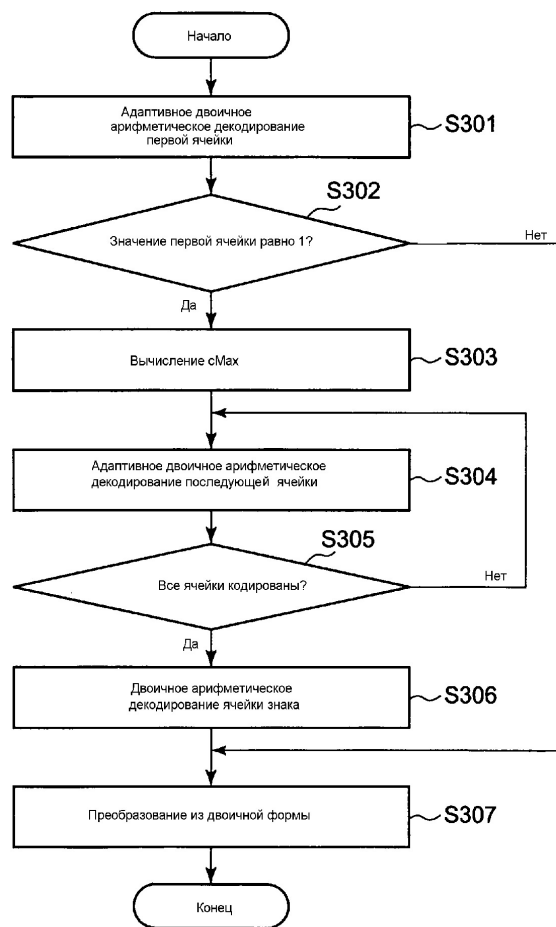 Начало
Адаптивное двоичное
арифметическое декодирование
первой ячейки
S301
S302
Значение первой ячейки равно 1?
Нет
Да
Вычисление cMax
S303
Адаптивное двоичное арифметическое
декодирование последующей ячейки
S304
S305
Все ячейки кодированы?
Нет
Да
Двоичное арифметическое
декодирование ячейки знака
S306
Преобразование из двоичной формы
S307
Конец